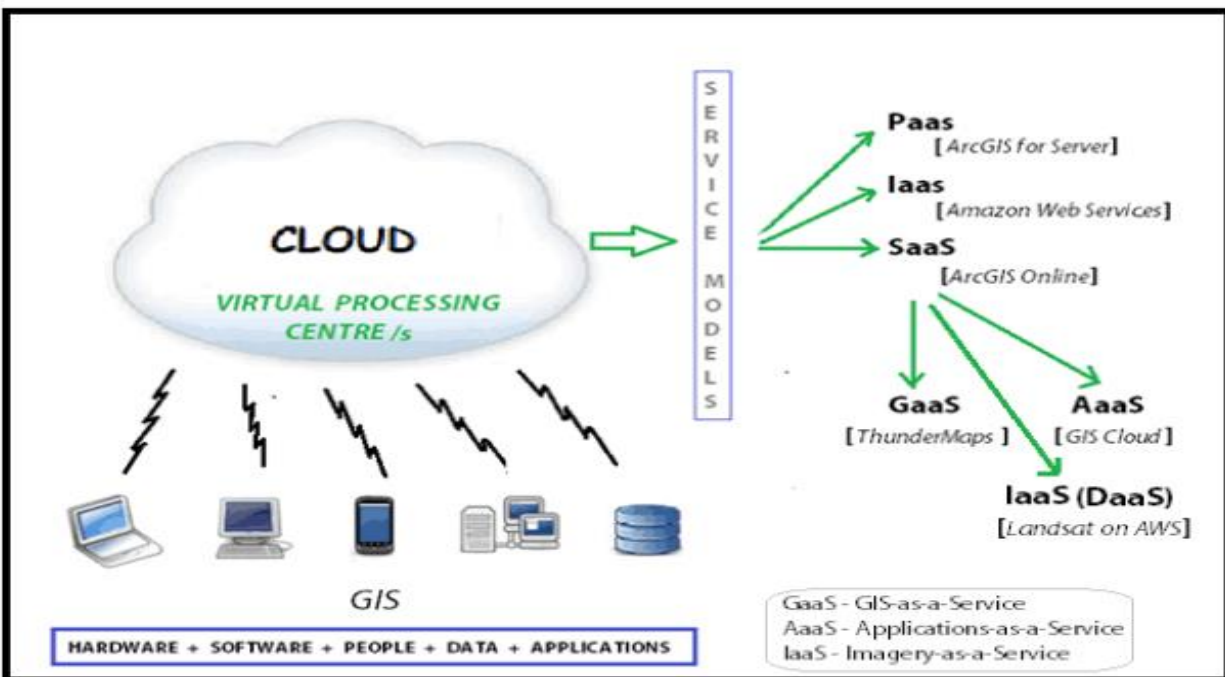 CLOUD
VIRTUAL PROCESSING
CENTRE /s
SERVICE MODELS
Paas
[ArcGIS for Server]
Iaas
[Amazon Web Services]
SaaS
[ArcGIS Online]
GaaS
[ThunderMaps ]
AaaS
[GIS Cloud]
IaaS (DaaS)
[Landsat on AWS]
GIS
HARDWARE + SOFTWARE + PEOPLE + DATA + APPLICATIONS
GaaS - GIS-as-a-Service
AaaS - Applications-as-a-Service
IaaS - Imagery-as-a-Service